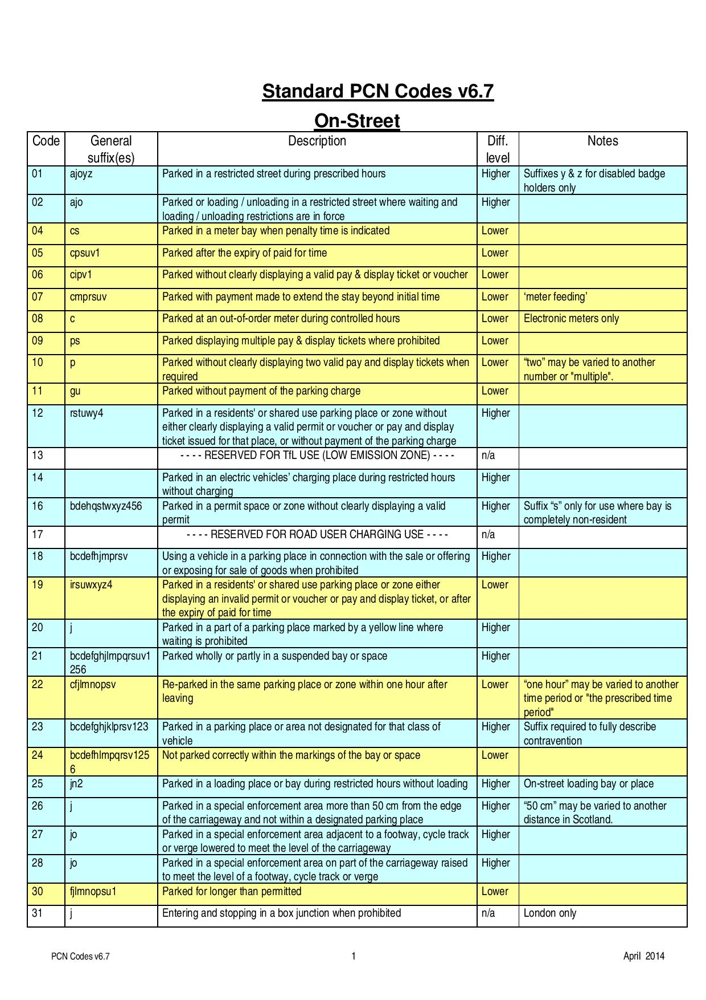 Standard PCN Codes v6.7
On-Street
Code General Description Diff. Notes
suffix(es) level
01 ajoyz Parked in a restricted street during prescribed hours Higher Suffixes y & z for disabled badge
holders only
02 ajo Parked or loading / unloading in a restricted street where waiting and Higher
loading / unloading restrictions are in force
04 cs Parked in a meter bay when penalty time is indicated Lower
05 cpsuv1 Parked after the expiry of paid for time Lower
06 cipv1 Parked without clearly displaying a valid pay & display ticket or voucher Lower
07 cmprsuv Parked with payment made to extend the stay beyond initial time Lower ‘meter feeding’
08 c Parked at an out-of-order meter during controlled hours Lower Electronic meters only
09 ps Parked displaying multiple pay & display tickets where prohibited Lower
10 p Parked without clearly displaying two valid pay and display tickets when Lower “two” may be varied to another
required number or "multiple".
11 gu Parked without payment of the parking charge Lower
12 rstuwy4 Parked in a residents' or shared use parking place or zone without Higher
either clearly displaying a valid permit or voucher or pay and display
ticket issued for that place, or without payment of the parking charge
13 - - - - RESERVED FOR TfL USE (LOW EMISSION ZONE) - - - - n/a
14 Parked in an electric vehicles’ charging place during restricted hours Higher
without charging
16 bdehqstwxyz456 Parked in a permit space or zone without clearly displaying a valid Higher Suffix “s” only for use where bay is
permit completely non-resident
17 - - - - RESERVED FOR ROAD USER CHARGING USE - - - - n/a
18 bcdefhjmprsv Using a vehicle in a parking place in connection with the sale or offering Higher
or exposing for sale of goods when prohibited
19 irsuwxyz4 Parked in a residents' or shared use parking place or zone either Lower
displaying an invalid permit or voucher or pay and display ticket, or after
the expiry of paid for time
20 j Parked in a part of a parking place marked by a yellow line where Higher
waiting is prohibited
21 bcdefghjlmpqrsuv1 Parked wholly or partly in a suspended bay or space Higher
256
22 cfjlmnopsv Re-parked in the same parking place or zone within one hour after Lower “one hour” may be varied to another
leaving time period or "the prescribed time
period"
23 bcdefghjklprsv123 Parked in a parking place or area not designated for that class of Higher Suffix required to fully describe
vehicle contravention
24 bcdefhlmpqrsv125 Not parked correctly within the markings of the bay or space Lower
6
25 jn2 Parked in a loading place or bay during restricted hours without loading Higher On-street loading bay or place
26 j Parked in a special enforcement area more than 50 cm from the edge Higher “50 cm” may be varied to another
of the carriageway and not within a designated parking place distance in Scotland.
27 jo Parked in a special enforcement area adjacent to a footway, cycle track Higher
or verge lowered to meet the level of the carriageway
28 jo Parked in a special enforcement area on part of the carriageway raised Higher
to meet the level of a footway, cycle track or verge
30 fjlmnopsu1 Parked for longer than permitted Lower
31 j Entering and stopping in a box junction when prohibited n/a London only
PCN Codes v6.7 1 April 2014